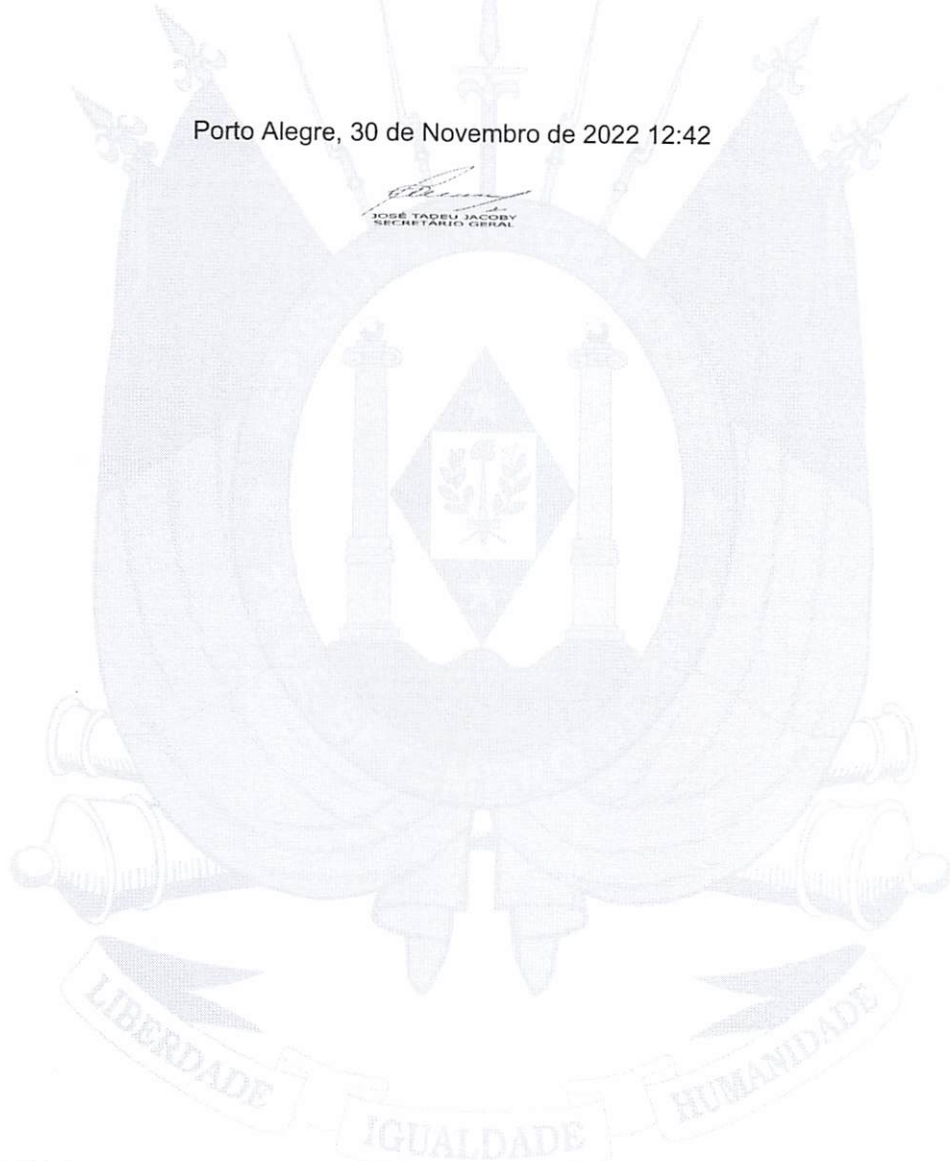 Porto Alegre, 30 de Novembro de 2022 12:42
JOSÉ TADEU JACOBY
SECRETÁRIO GERAL
LIBERDADE
IGUALDADE
HUMANIDADE